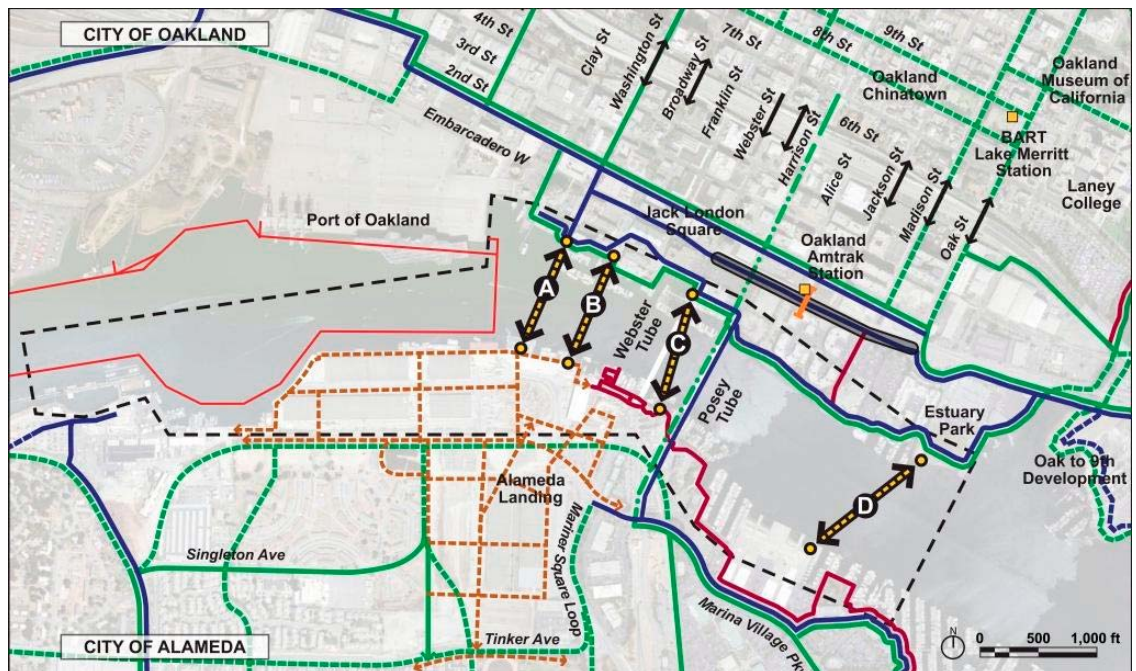 CITY OF OAKLAND
4th St
3rd St
2nd St
Clay St
Washington St
Broadway St
7th St
Franklin St
Webster St
Harrison St
8th St
9th St
Oakland
Chinatown
Oakland
Museum of
California
6th St
Alice St
Jackson St
Madison St
Oak St
BART
Lake Merritt
Station
Laney
College
Embarcadero W
Port of Oakland
Jack London
Square
Oakland
Amtrak
Station
A
B
C
D
Webster
Tube
Posey
Tube
Estuary
Park
Oak to 9th
Development
Alameda
Landing
Mariner Square Loop
Singleton Ave
Tinker Ave
Marina Village Pk
CITY OF ALAMEDA
N
0 500 1,000 ft